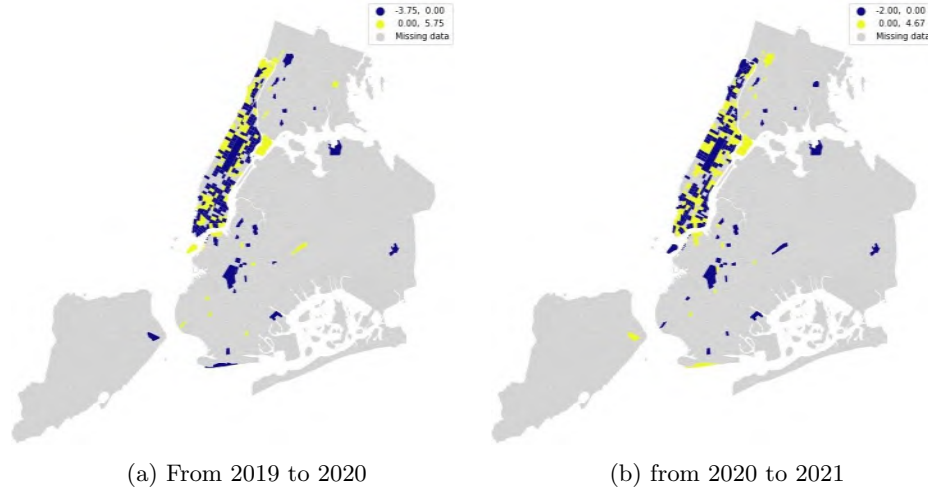 -3.75, 0.00
0.00, 5.75
Missing data
-2.00, 0.00
0.00, 4.67
Missing data
(a) From 2019 to 2020
(b) from 2020 to 2021